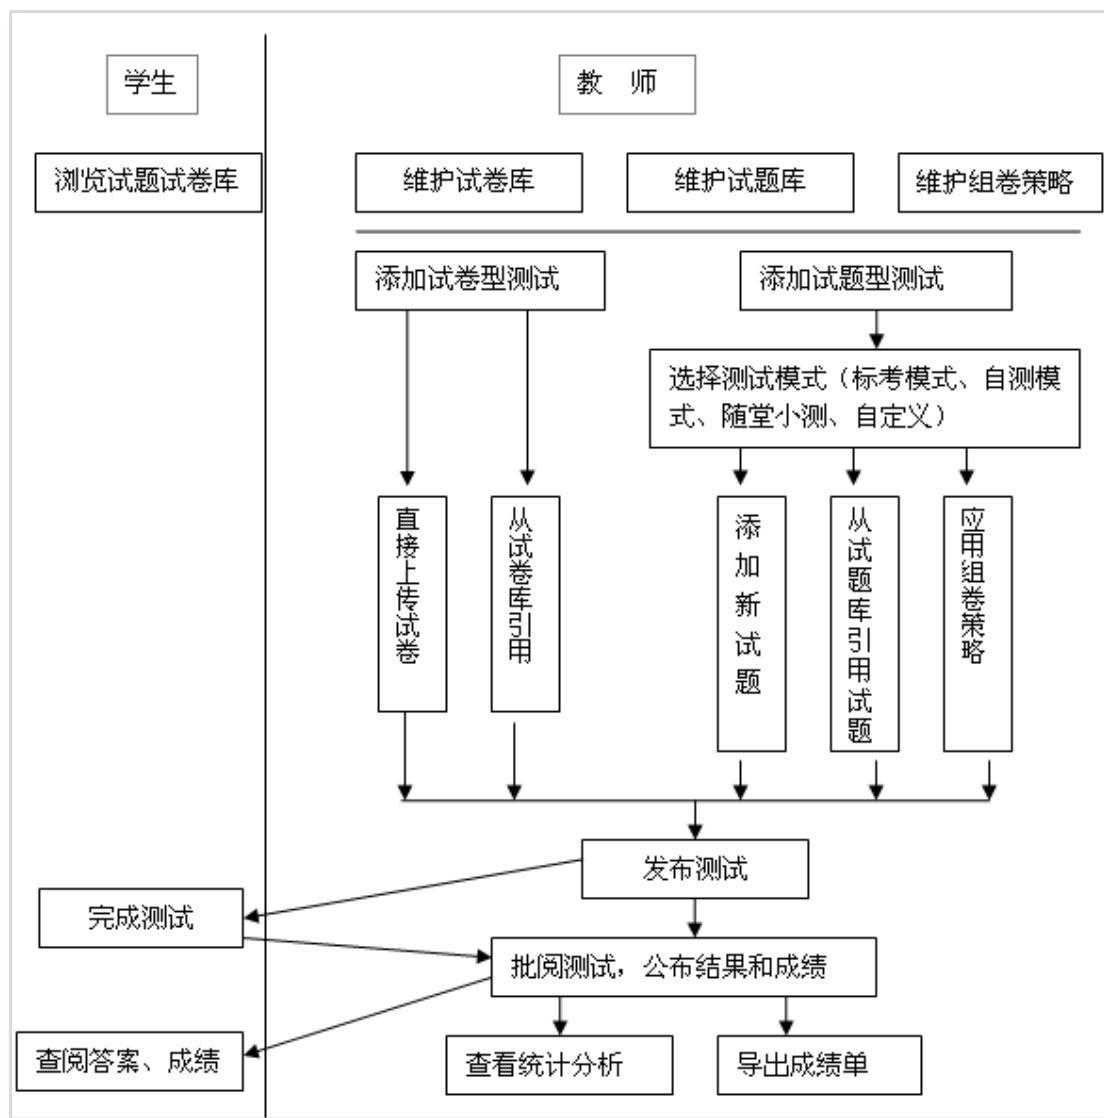 学生
教 师
浏览试题试卷库
维护试卷库
维护试题库
维护组卷策略
添加试卷型测试
添加试题型测试
选择测试模式（标考模式、自测模
式、随堂小测、自定义）
直接上传试卷
从试卷库引用
添加新试题
从试题库引用试题
应用组卷策略
发布测试
完成测试
批阅测试，公布结果和成绩
查阅答案、成绩
查看统计分析
导出成绩单